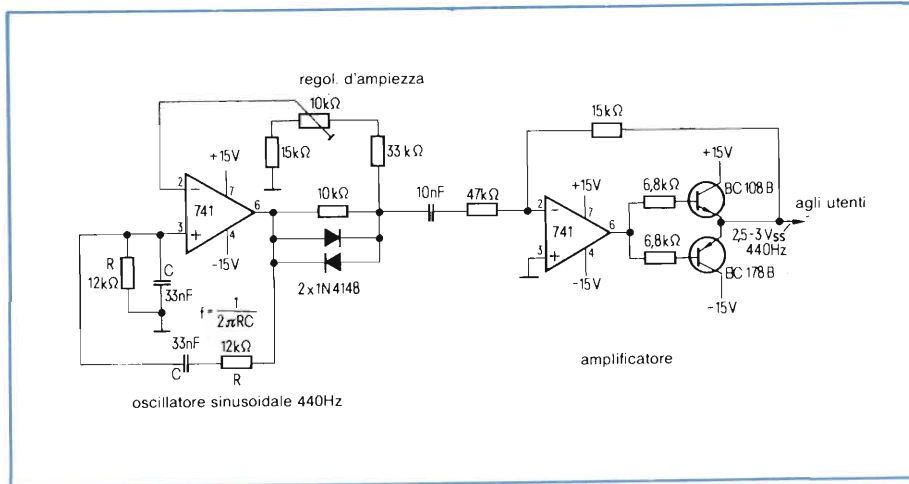 regol. d'ampiezza
10kΩ
15kΩ
33 kΩ
+15V
2
7
741
6
3
4
-15V
10kΩ
2x1N4148
R
12kΩ
C
33nF
f = 1/2πRC
33nF
C
12kΩ
R
oscillatore sinusoidale 440Hz
10nF
47kΩ
15kΩ
+15V
2
7
741
6
3
4
-15V
6,8kΩ
6,8kΩ
+15V
BC 108 B
agli utenti
2,5-3 Vss
440Hz
BC 178 B
-15V
amplificatore